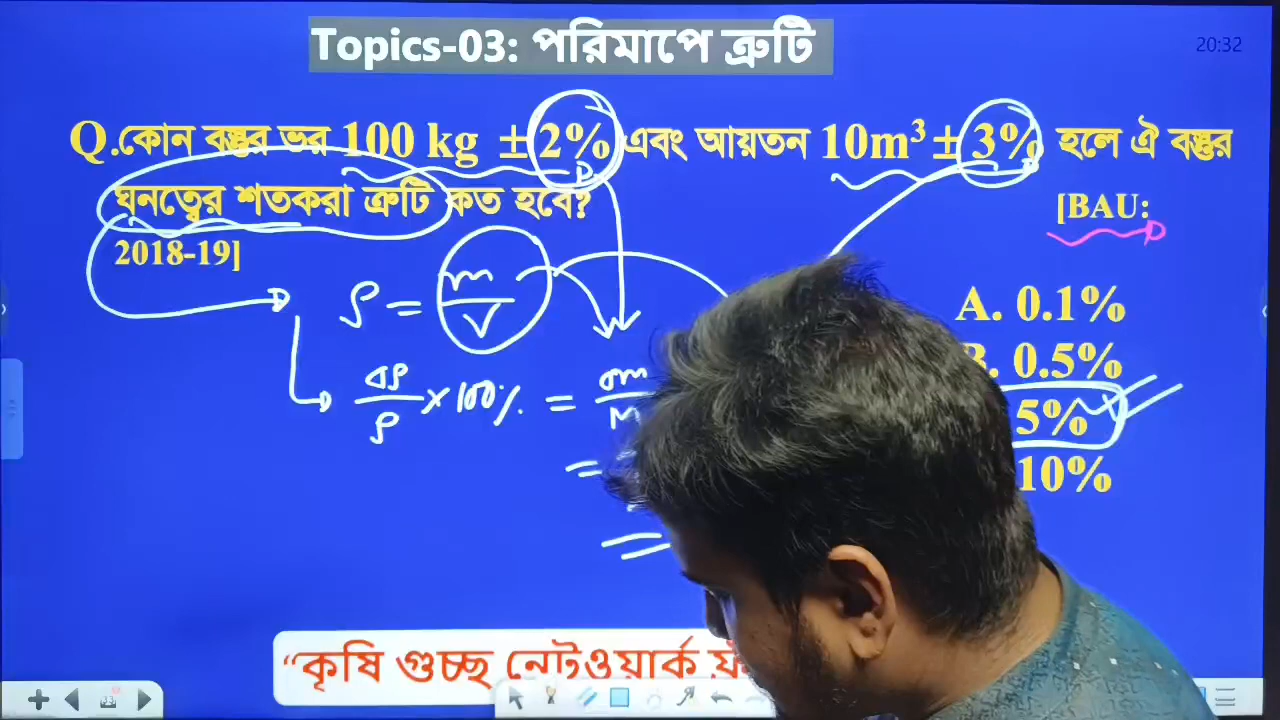 Topics-03: পরিমাপে ত্রুটি
20:32
Q.কোন বস্তুর ভর 100 kg ± 2% এবং আয়তন 10m³ ± 3% হলে ঐ বস্তুর
ঘনত্বের শতকরা ত্রুটি কত হবে?
[BAU:
2018-19]
ρ = m/V
Δρ/ρ × 100% = Δm/M
=
=
A. 0.1%
B. 0.5%
5%
10%
“কৃষি গুচ্ছ নেটওয়ার্ক